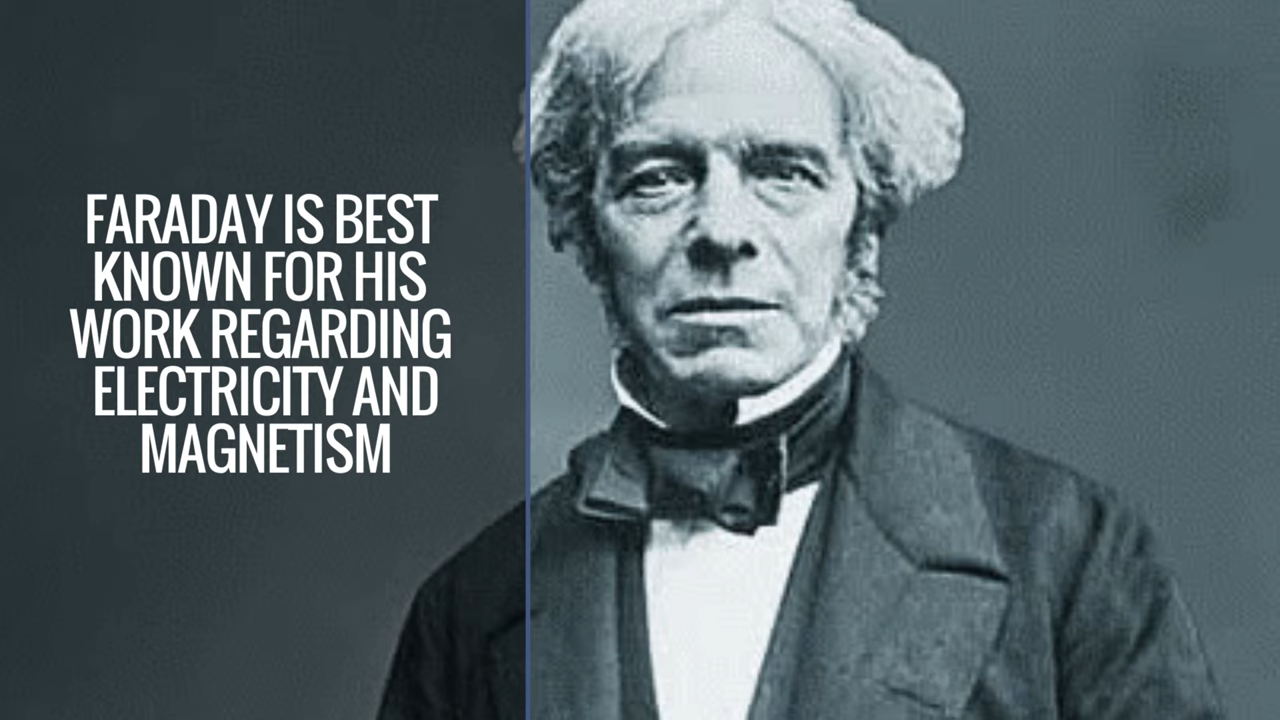 FARADAY IS BEST
KNOWN FOR HIS
WORK REGARDING
ELECTRICITY AND
MAGNETISM